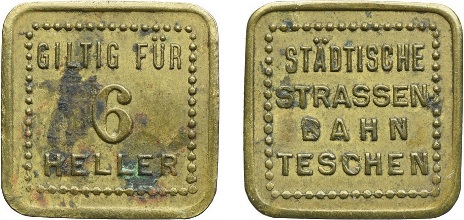 GILTIG FÜR
6
HELLER
STÄDTISCHE
STRASSEN-
BAHN
TESCHEN